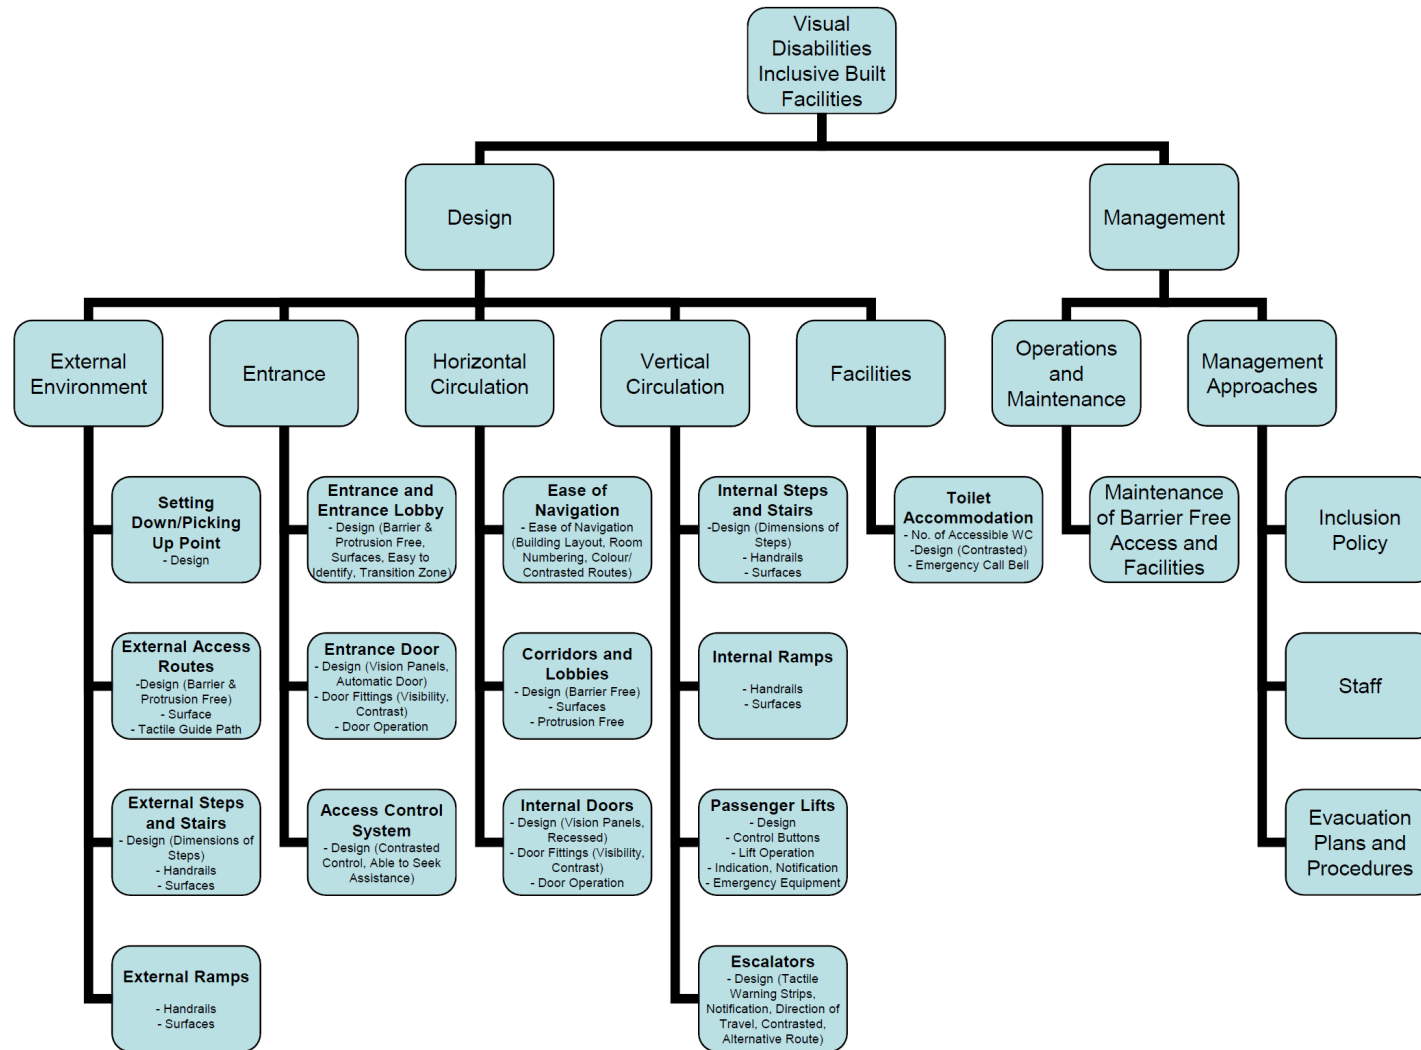 Visual
Disabilities
Inclusive Built
Facilities
Design
Management
External
Environment
Entrance
Horizontal
Circulation
Vertical
Circulation
Facilities
Operations
and
Maintenance
Management
Approaches
Setting
Down/Picking
Up Point
- Design
External Access
Routes
-Design (Barrier &
Protrusion Free)
- Surface
- Tactile Guide Path
External Steps
and Stairs
- Design (Dimensions of
Steps)
- Handrails
- Surfaces
External Ramps
- Handrails
- Surfaces
Entrance and
Entrance Lobby
- Design (Barrier &
Protrusion Free,
Surfaces, Easy to
Identify, Transition Zone)
Entrance Door
- Design (Vision Panels,
Automatic Door)
- Door Fittings (Visibility,
Contrast)
- Door Operation
Access Control
System
- Design (Contrasted
Control, Able to Seek
Assistance)
Ease of
Navigation
- Ease of Navigation
(Building Layout, Room
Numbering, Colour/
Contrasted Routes)
Corridors and
Lobbies
- Design (Barrier Free)
- Surfaces
- Protrusion Free
Internal Doors
- Design (Vision Panels,
Recessed)
- Door Fittings (Visibility,
Contrast)
- Door Operation
Internal Steps
and Stairs
-Design (Dimensions of
Steps)
- Handrails
- Surfaces
Internal Ramps
- Handrails
- Surfaces
Passenger Lifts
- Design
- Control Buttons
- Lift Operation
- Indication, Notification
- Emergency Equipment
Escalators
- Design (Tactile
Warning Strips,
Notification, Direction of
Travel, Contrasted,
Alternative Route)
Toilet
Accommodation
- No. of Accessible WC
-Design (Contrasted)
- Emergency Call Bell
Maintenance
of Barrier Free
Access and
Facilities
Inclusion
Policy
Staff
Evacuation
Plans and
Procedures